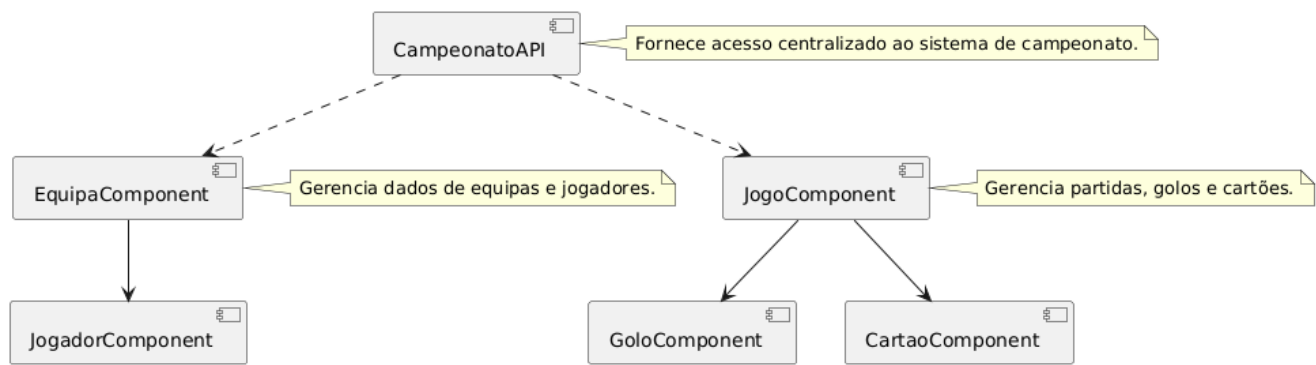 CampeonatoAPI
Fornece acesso centralizado ao sistema de campeonato.
EquipaComponent
Gerencia dados de equipas e jogadores.
JogoComponent
Gerencia partidas, golos e cartões.
JogadorComponent
GoloComponent
CartaoComponent